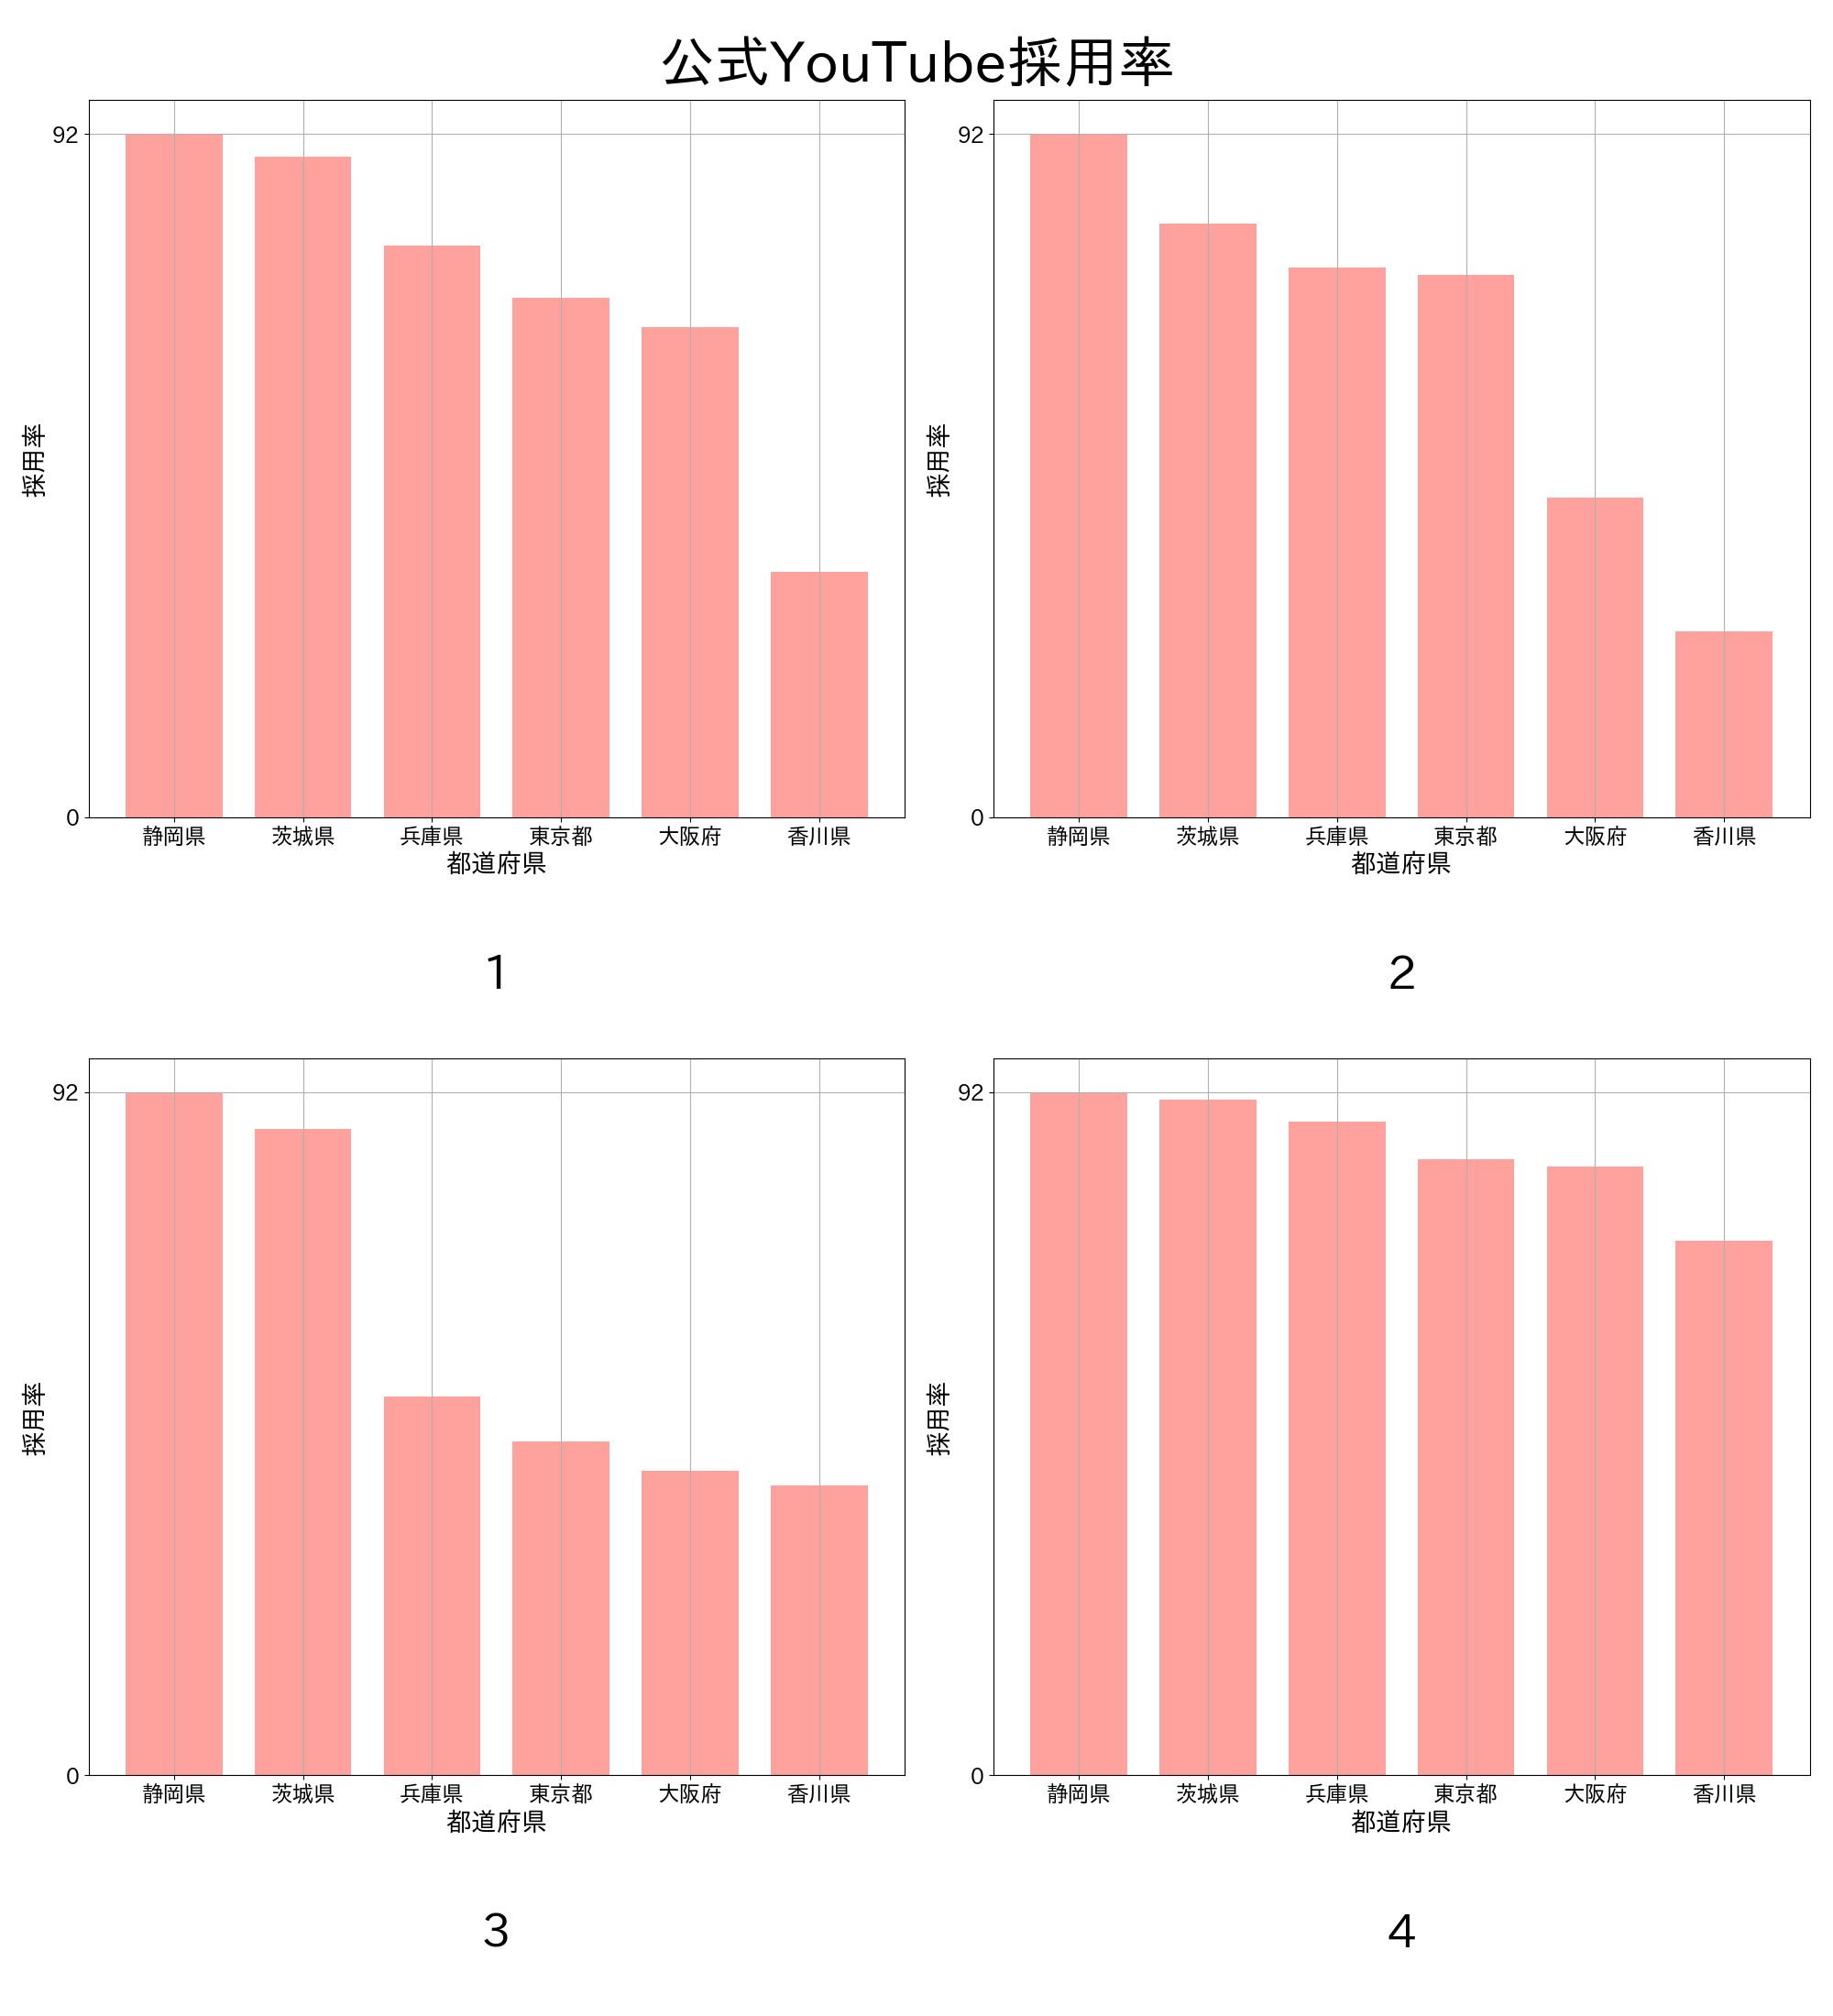 公式YouTube採用率
92
0
採用率
静岡県 茨城県 兵庫県 東京都 大阪府 香川県
都道府県
1
92
0
採用率
静岡県 茨城県 兵庫県 東京都 大阪府 香川県
都道府県
2
92
0
採用率
静岡県 茨城県 兵庫県 東京都 大阪府 香川県
都道府県
3
92
0
採用率
静岡県 茨城県 兵庫県 東京都 大阪府 香川県
都道府県
4